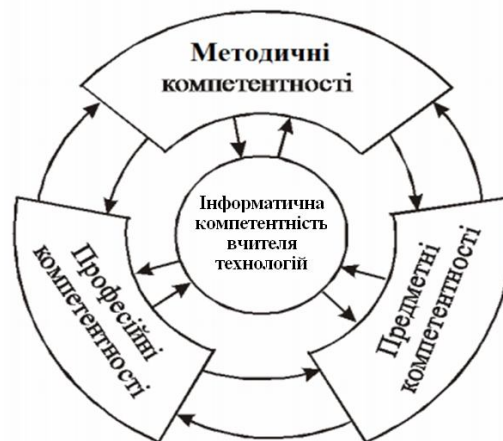 Методичні
компетентності
Інформатична
компетентність
вчителя
технологій
Професійні
компетентності
Предметні
компетентності